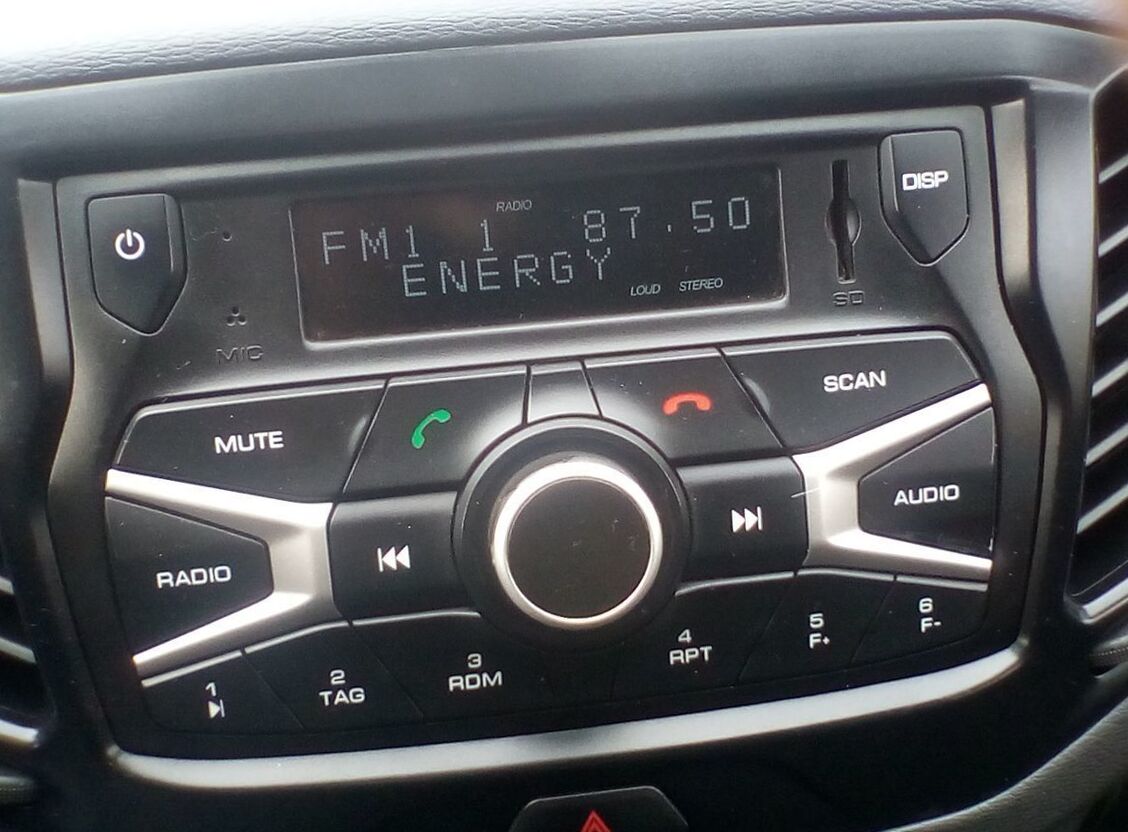 RADIO
FM1 1 87.50
ENERGY
LOUD STEREO
DISP
MIC
SD
MUTE
SCAN
RADIO
AUDIO
1
2
TAG
3
RDM
4
RPT
5
F+
6
F-